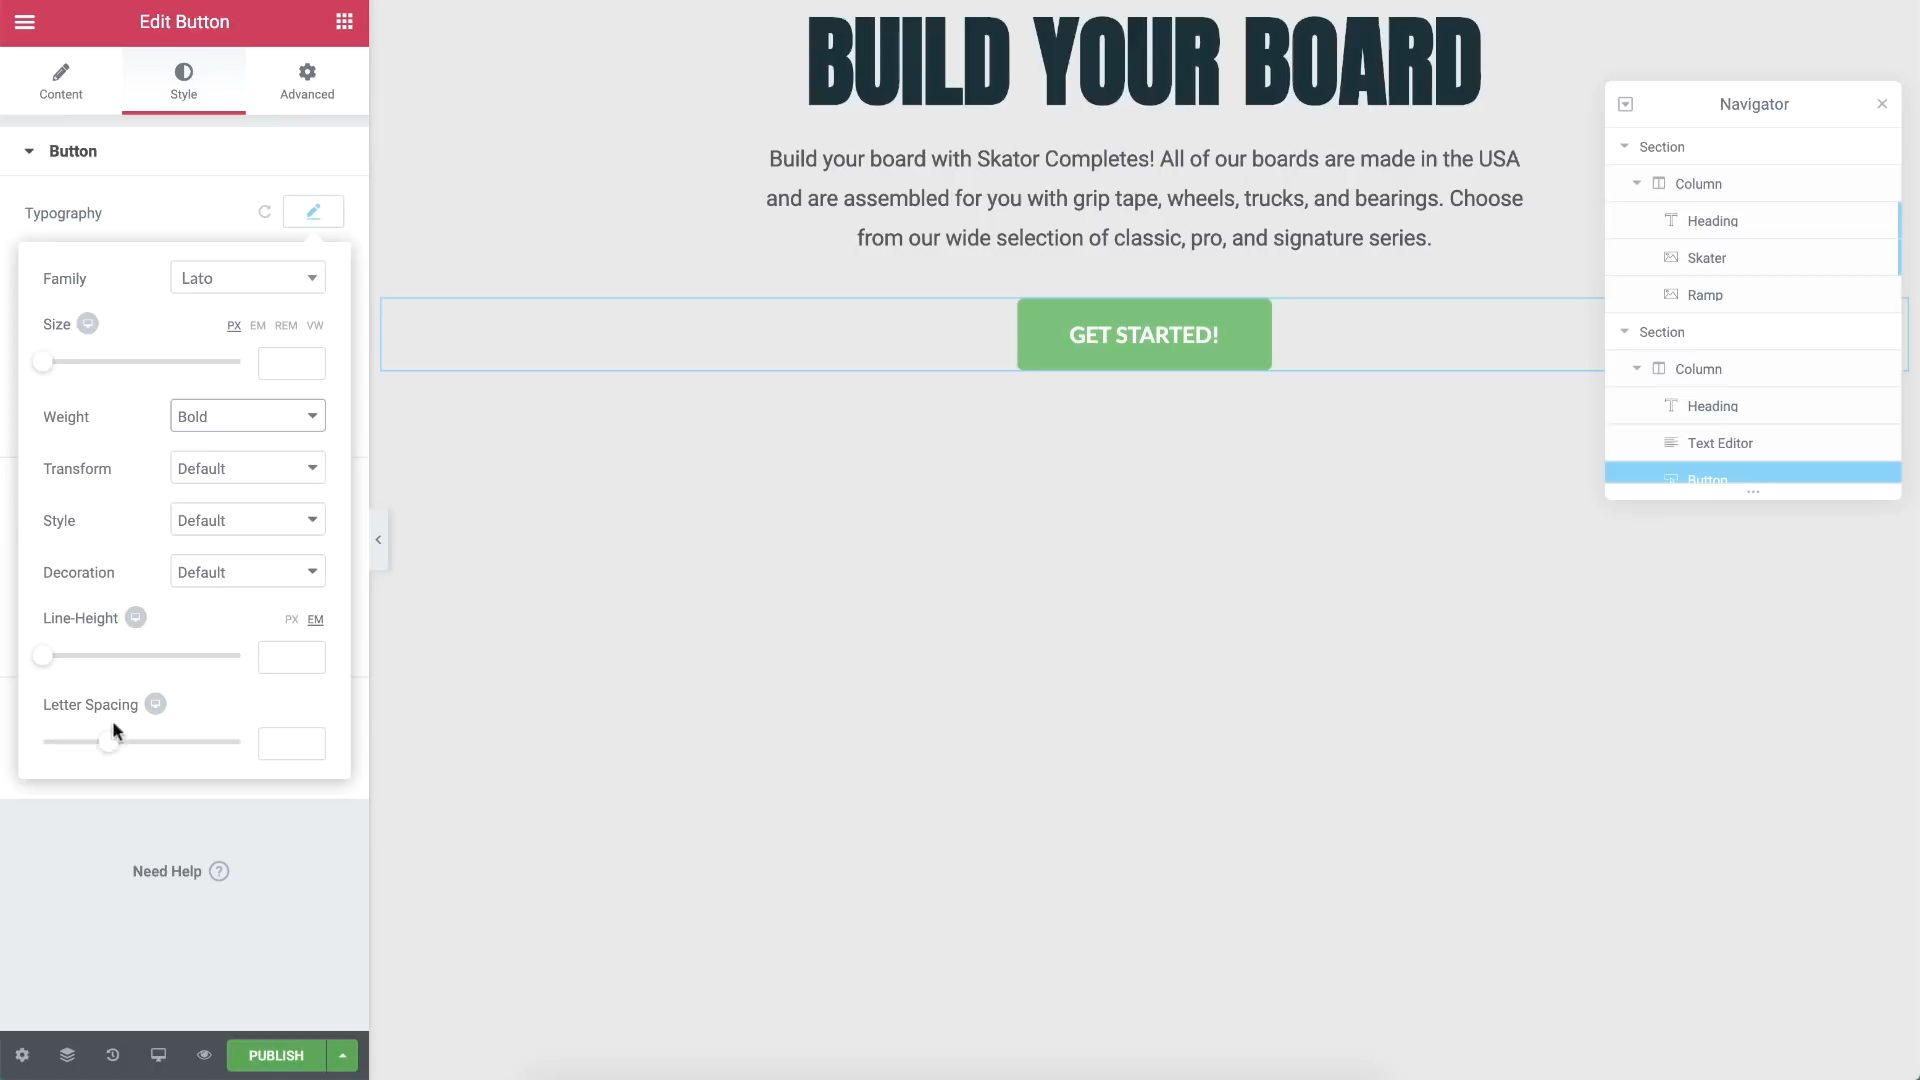 Edit Button
Content
Style
Advanced
Button
Typography
Family
Lato
Size
PX EM REM VW
Weight
Bold
Transform
Default
Style
Default
Decoration
Default
Line-Height
PX EM
Letter Spacing
Need Help ?
PUBLISH
BUILD YOUR BOARD
Build your board with Skator Completes! All of our boards are made in the USA
and are assembled for you with grip tape, wheels, trucks, and bearings. Choose
from our wide selection of classic, pro, and signature series.
GET STARTED!
Navigator
Section
Column
Heading
Skater
Ramp
Section
Column
Heading
Text Editor
Button